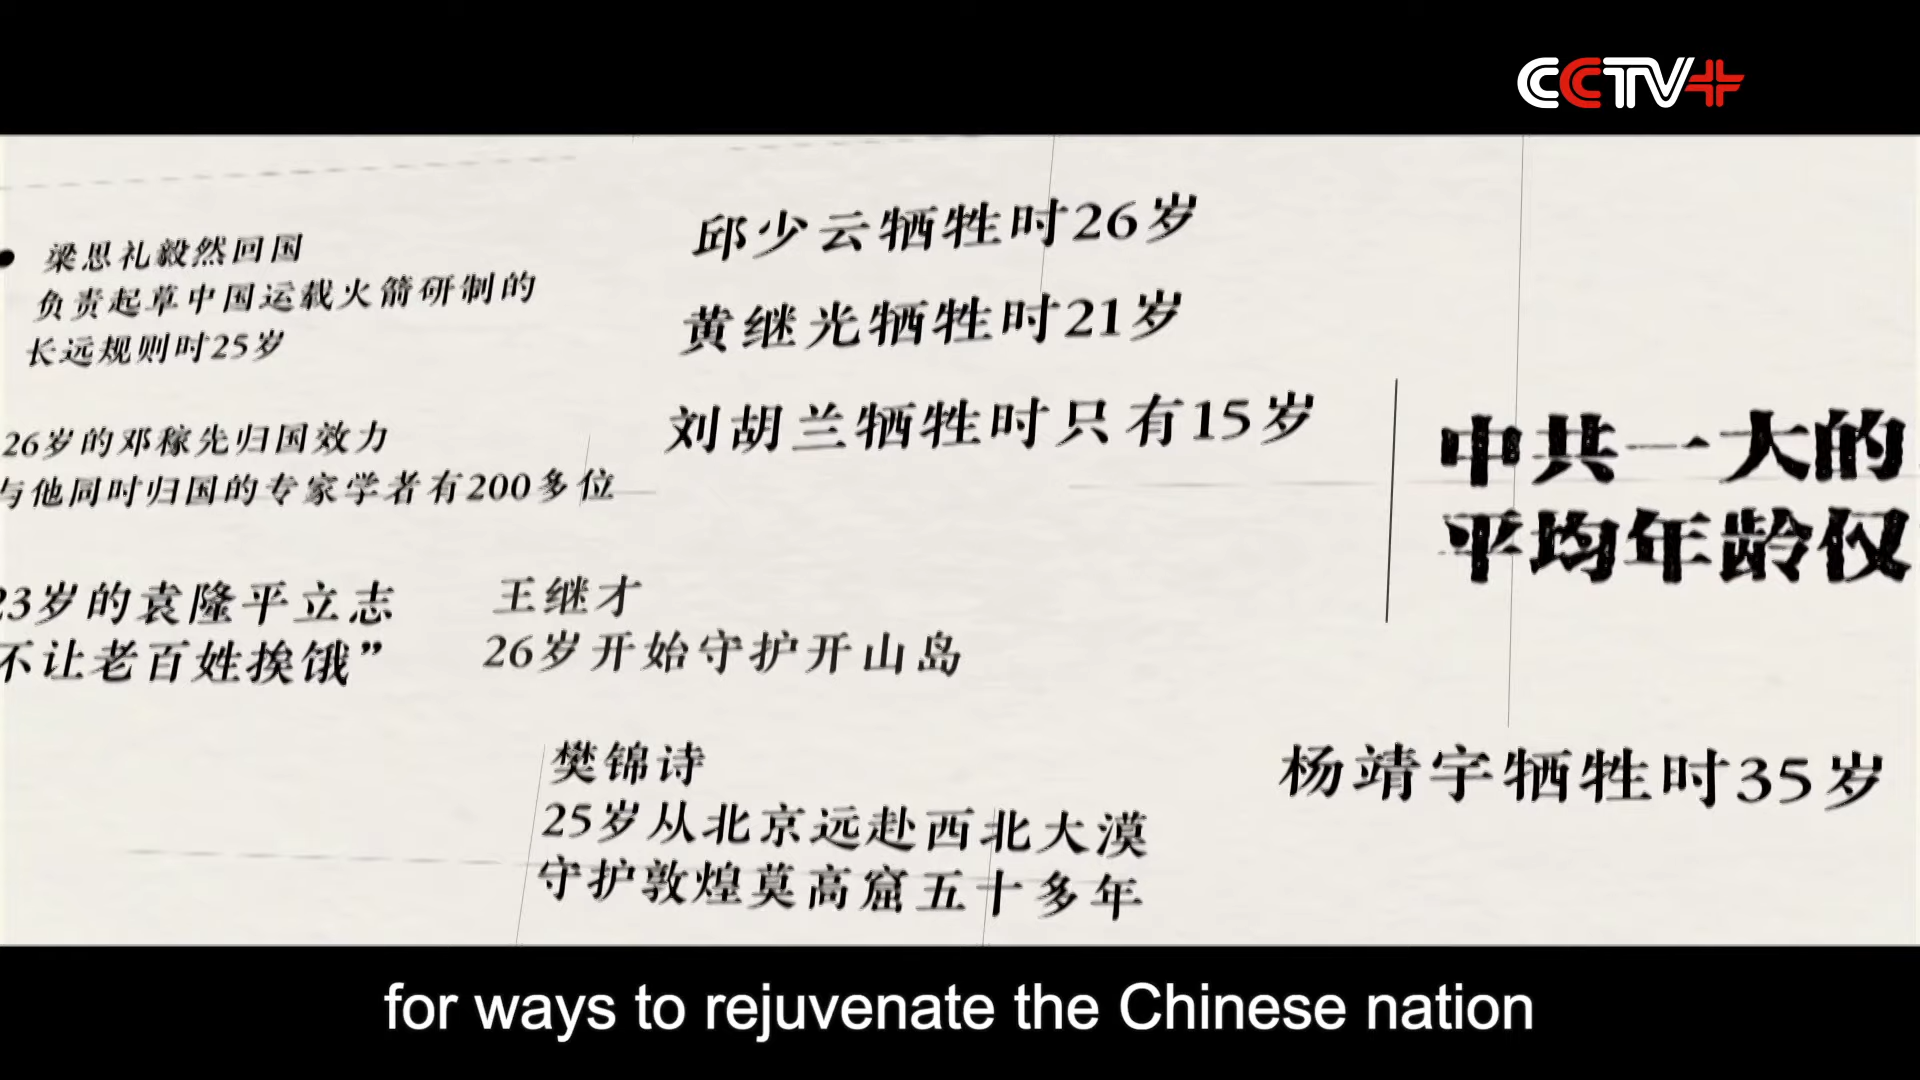 CCTV+
梁思礼毅然回国
负责起草中国运载火箭研制的
长远规则时25岁
26岁的邓稼先归国效力
与他同时归国的专家学者有200多位
23岁的袁隆平立志
不让老百姓挨饿”
邱少云牺牲时26岁
黄继光牺牲时21岁
刘胡兰牺牲时只有15岁
王继才
26岁开始守护开山岛
樊锦诗
25岁从北京远赴西北大漠
守护敦煌莫高窟五十多年
中共一大的
平均年龄仅
杨靖宇牺牲时35岁
for ways to rejuvenate the Chinese nation